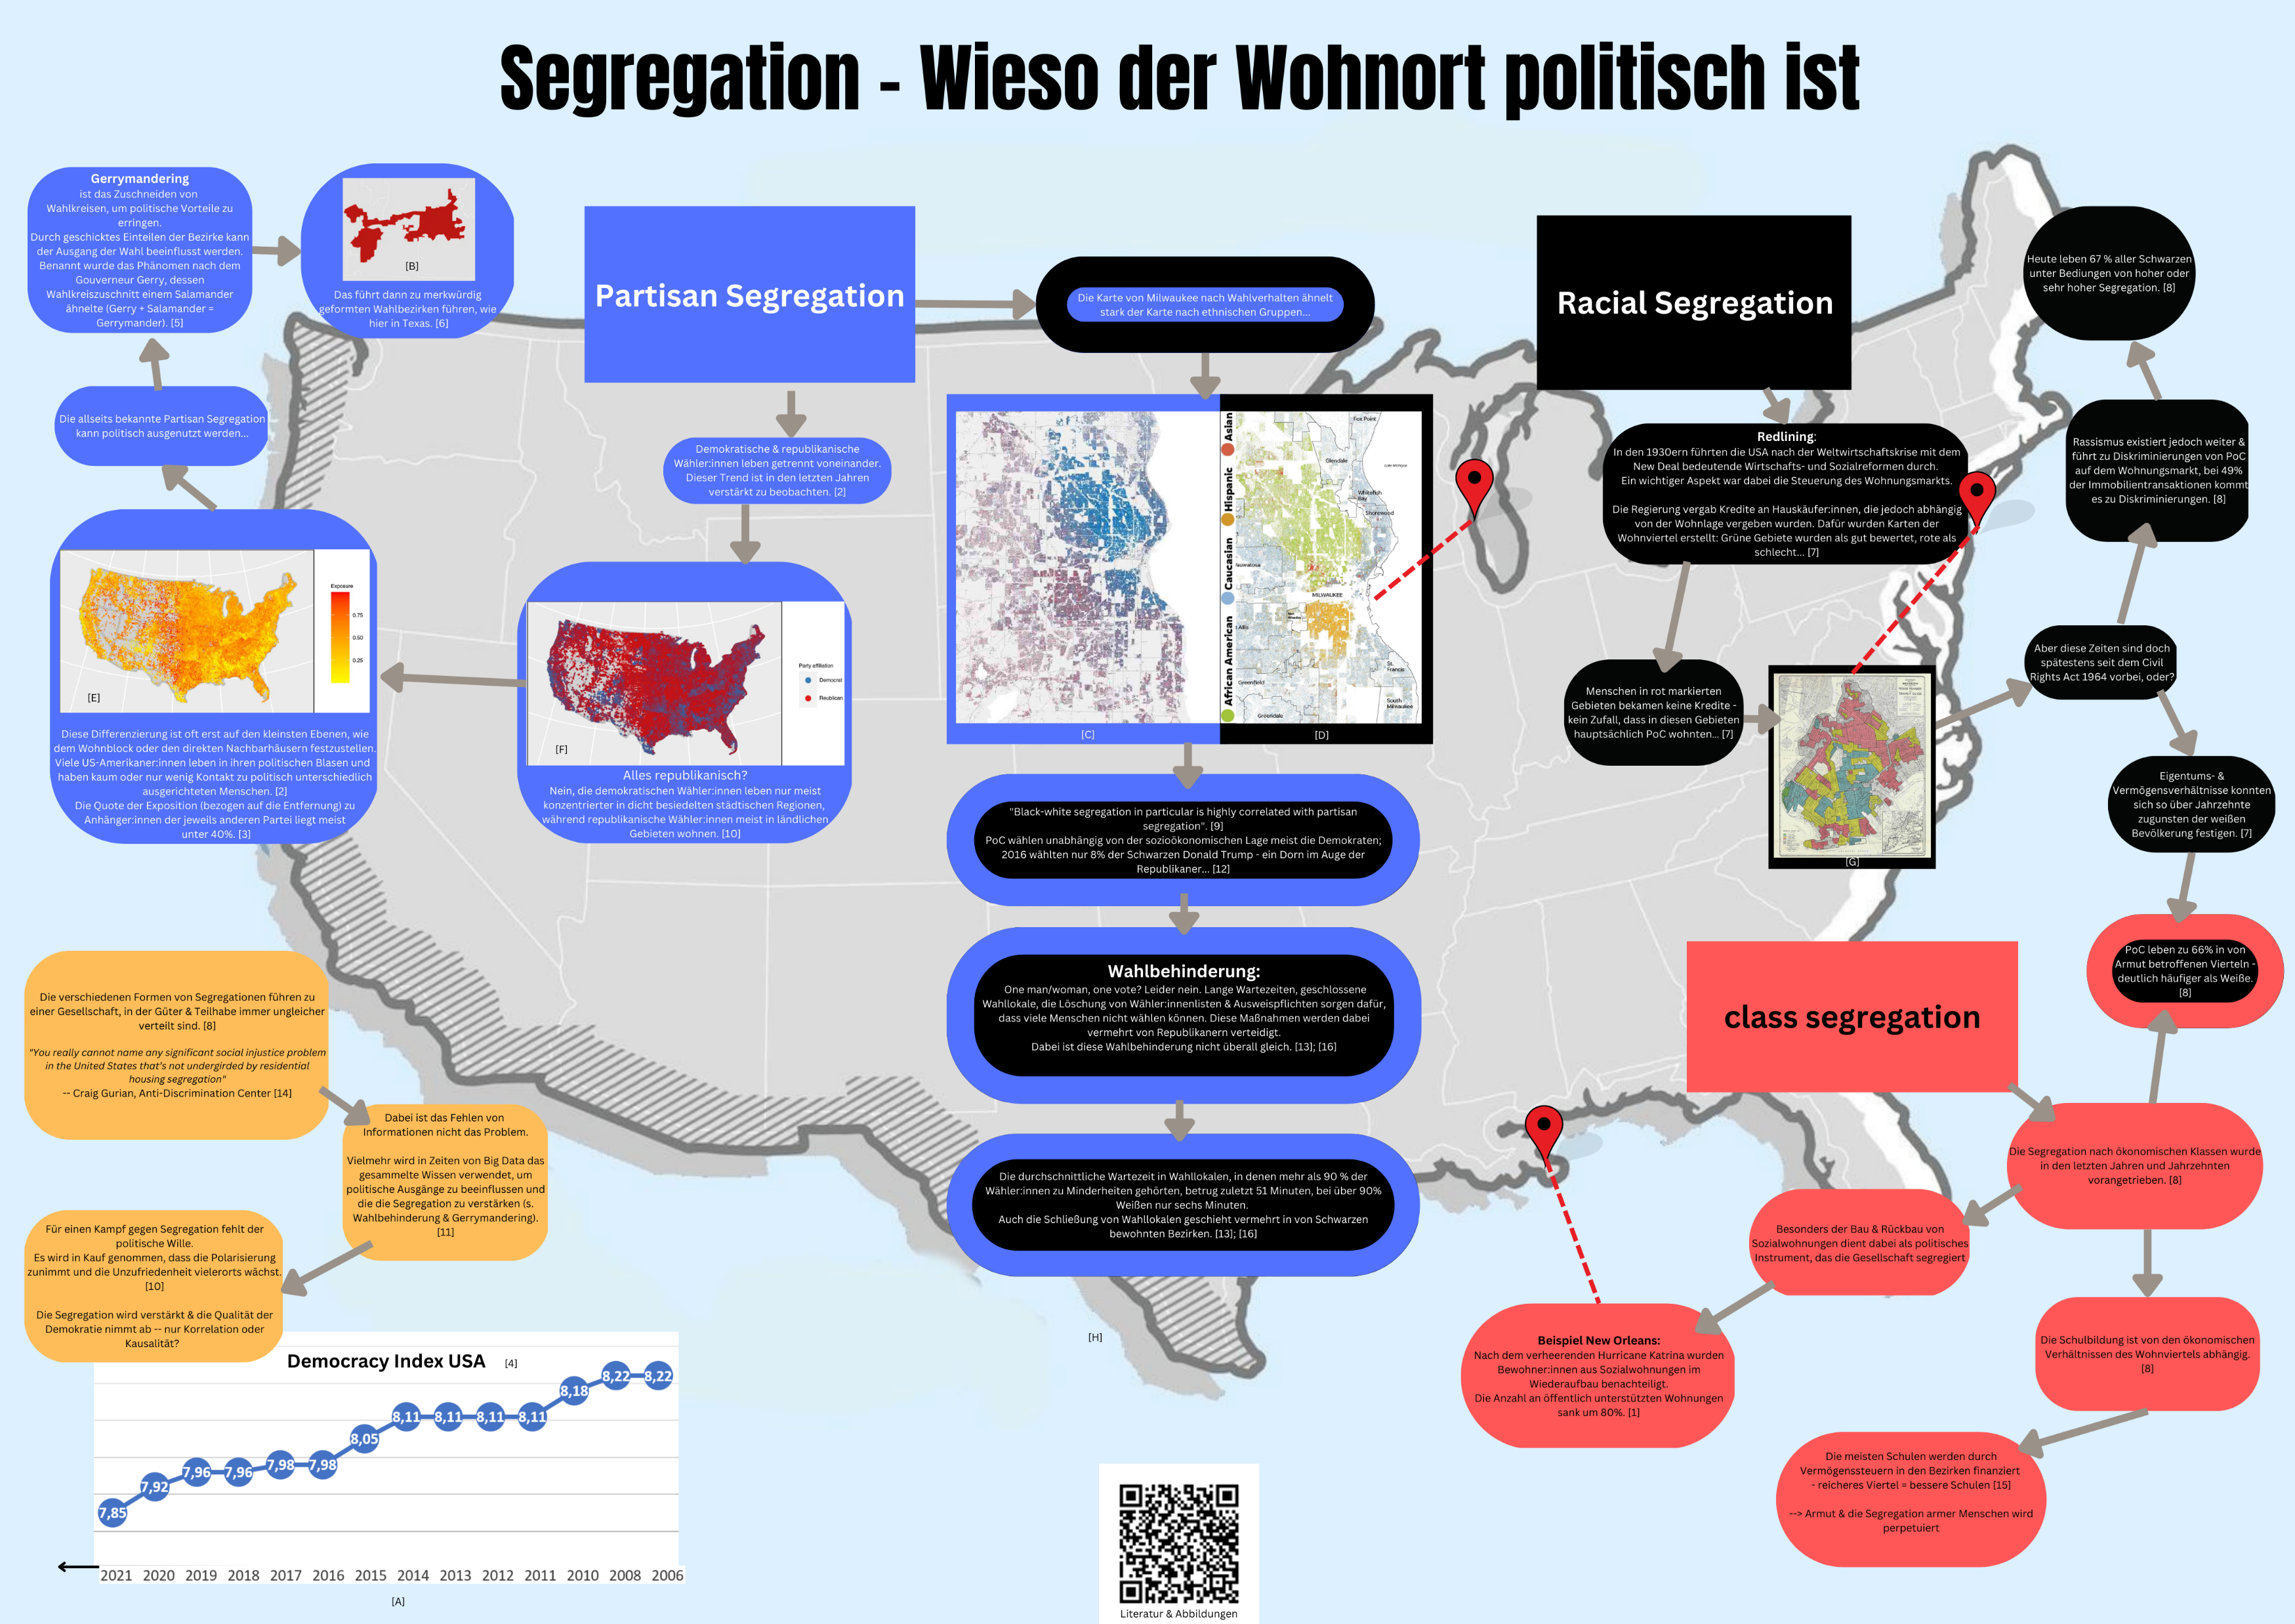 Segregation - Wieso der Wohnort politisch ist
Gerrymandering
ist das Zuschneiden von
Wahlkreisen, um politische Vorteile zu
erringen.
Durch geschicktes Einteilen der Bezirke kann
der Ausgang der Wahl beeinflusst werden.
Benannt wurde das Phänomen nach dem
Gouverneur Gerry, dessen
Wahlkreiszuschnitt einem Salamander
ähnelte (Gerry + Salamander =
Gerrymander). [5]
[B]
Das führt dann zu merkwürdig
geformten Wahlbezirken führen, wie
hier in Texas. [6]
Die allseits bekannte Partisan Segregation
kann politisch ausgenutzt werden...
Exposure
0.75
0.50
0.25
[E]
Diese Differenzierung ist oft erst auf den kleinsten Ebenen, wie
dem Wohnblock oder den direkten Nachbarhäusern festzustellen.
Viele US-Amerikaner:innen leben in ihren politischen Blasen und
haben kaum oder nur wenig Kontakt zu politisch unterschiedlich
ausgerichteten Menschen. [2]
Die Quote der Exposition (bezogen auf die Entfernung) zu
Anhänger:innen der jeweils anderen Partei liegt meist
unter 40%. [3]
Partisan Segregation
Demokratische & republikanische
Wähler:innen leben getrennt voneinander.
Dieser Trend ist in den letzten Jahren
verstärkt zu beobachten. [2]
Party affiliation
Democrat
Republican
[F]
Alles republikanisch?
Nein, die demokratischen Wähler:innen leben nur meist
konzentrierter in dicht besiedelten städtischen Regionen,
während republikanische Wähler:innen meist in ländlichen
Gebieten wohnen. [10]
Die Karte von Milwaukee nach Wahlverhalten ähnelt
stark der Karte nach ethnischen Gruppen...
African American
Caucasian
Hispanic
Asian
Fox Point
Glendale
Whitefish
Bay
Shorewood
MILWAUKEE
St.
Francis
Greenfield
South
Milwaukee
Greendale
[C]
[D]
"Black-white segregation in particular is highly correlated with partisan
segregation". [9]
PoC wählen unabhängig von der sozioökonomischen Lage meist die Demokraten;
2016 wählten nur 8% der Schwarzen Donald Trump - ein Dorn im Auge der
Republikaner... [12]
Wahlbehinderung:
One man/woman, one vote? Leider nein. Lange Wartezeiten, geschlossene
Wahllokale, die Löschung von Wähler:innenlisten & Ausweispflichten sorgen dafür,
dass viele Menschen nicht wählen können. Diese Maßnahmen werden dabei
vermehrt von Republikanern verteidigt.
Dabei ist diese Wahlbehinderung nicht überall gleich. [13]; [16]
Die durchschnittliche Wartezeit in Wahllokalen, in denen mehr als 90 % der
Wähler:innen zu Minderheiten gehörten, betrug zuletzt 51 Minuten, bei über 90%
Weißen nur sechs Minuten.
Auch die Schließung von Wahllokalen geschieht vermehrt in von Schwarzen
bewohnten Bezirken. [13]; [16]
[H]
Racial Segregation
Redlining:
In den 1930ern führten die USA nach der Weltwirtschaftskrise mit dem
New Deal bedeutende Wirtschafts- und Sozialreformen durch.
Ein wichtiger Aspekt war dabei die Steuerung des Wohnungsmarkts.
Die Regierung vergab Kredite an Hauskäufer:innen, die jedoch abhängig
von der Wohnlage vergeben wurden. Dafür wurden Karten der
Wohnviertel erstellt: Grüne Gebiete wurden als gut bewertet, rote als
schlecht... [7]
Menschen in rot markierten
Gebieten bekamen keine Kredite -
kein Zufall, dass in diesen Gebieten
hauptsächlich PoC wohnten... [7]
[G]
Aber diese Zeiten sind doch
spätestens seit dem Civil
Rights Act 1964 vorbei, oder?
Rassismus existiert jedoch weiter &
führt zu Diskriminierungen von PoC
auf dem Wohnungsmarkt, bei 49%
der Immobilientransaktionen kommt
es zu Diskriminierungen. [8]
Heute leben 67 % aller Schwarzen
unter Bediungen von hoher oder
sehr hoher Segregation. [8]
Eigentums- &
Vermögensverhältnisse konnten
sich so über Jahrzehnte
zugunsten der weißen
Bevölkerung festigen. [7]
PoC leben zu 66% in von
Armut betroffenen Vierteln -
deutlich häufiger als Weiße.
[8]
class segregation
Die Segregation nach ökonomischen Klassen wurde
in den letzten Jahren und Jahrzehnten
vorangetrieben. [8]
Besonders der Bau & Rückbau von
Sozialwohnungen dient dabei als politisches
Instrument, das die Gesellschaft segregiert
Beispiel New Orleans:
Nach dem verheerenden Hurricane Katrina wurden
Bewohner:innen aus Sozialwohnungen im
Wiederaufbau benachteiligt.
Die Anzahl an öffentlich unterstützten Wohnungen
sank um 80%. [1]
Die Schulbildung ist von den ökonomischen
Verhältnissen des Wohnviertels abhängig.
[8]
Die meisten Schulen werden durch
Vermögenssteuern in den Bezirken finanziert
- reicheres Viertel = bessere Schulen [15]
--> Armut & die Segregation armer Menschen wird
perpetuiert
Die verschiedenen Formen von Segregationen führen zu
einer Gesellschaft, in der Güter & Teilhabe immer ungleicher
verteilt sind. [8]
"You really cannot name any significant social injustice problem
in the United States that's not undergirded by residential
housing segregation"
-- Craig Gurian, Anti-Discrimination Center [14]
Dabei ist das Fehlen von
Informationen nicht das Problem.
Vielmehr wird in Zeiten von Big Data das
gesammelte Wissen verwendet, um
politische Ausgänge zu beeinflussen und
die die Segregation zu verstärken (s.
Wahlbehinderung & Gerrymandering).
[11]
Für einen Kampf gegen Segregation fehlt der
politische Wille.
Es wird in Kauf genommen, dass die Polarisierung
zunimmt und die Unzufriedenheit vielerorts wächst.
[10]
Die Segregation wird verstärkt & die Qualität der
Demokratie nimmt ab -- nur Korrelation oder
Kausalität?
Democracy Index USA [4]
7,85 7,92 7,96 7,96 7,98 7,98 8,05 8,11 8,11 8,11 8,11 8,18 8,22 8,22
2021 2020 2019 2018 2017 2016 2015 2014 2013 2012 2011 2010 2008 2006
[A]
Literatur & Abbildungen